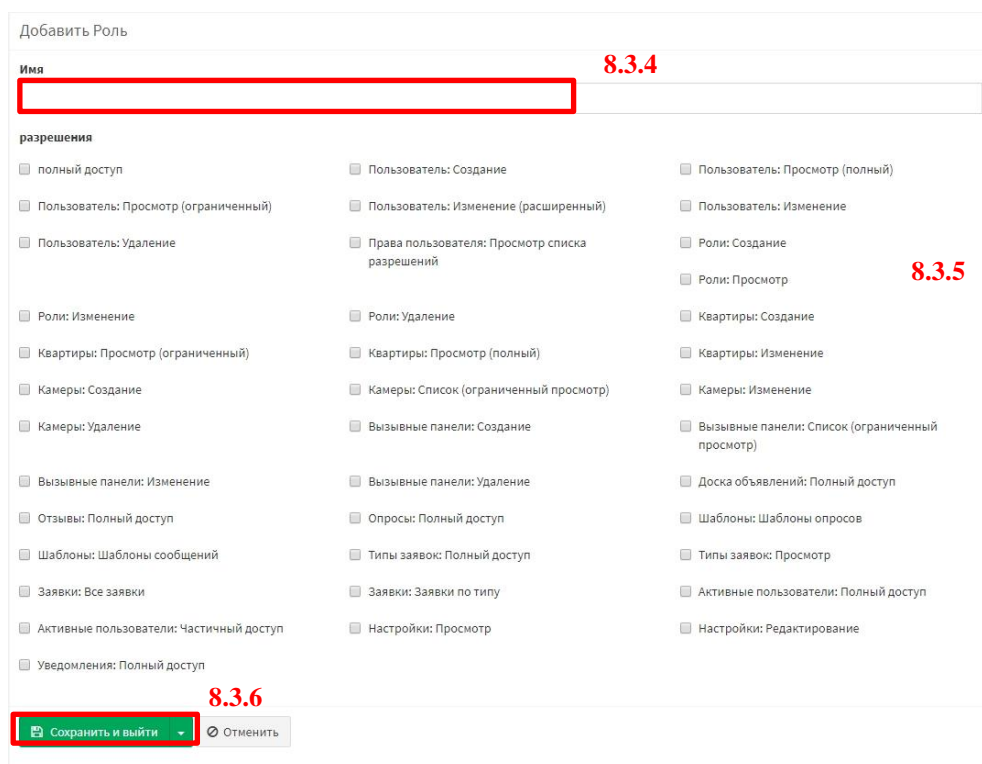 Добавить Роль
Имя
8.3.4
разрешения
полный доступ
Пользователь: Создание
Пользователь: Просмотр (полный)
Пользователь: Просмотр (ограниченный)
Пользователь: Изменение (расширенный)
Пользователь: Изменение
Пользователь: Удаление
Права пользователя: Просмотр списка
разрешений
Роли: Создание
8.3.5
Роли: Просмотр
Роли: Изменение
Роли: Удаление
Квартиры: Создание
Квартиры: Просмотр (ограниченный)
Квартиры: Просмотр (полный)
Квартиры: Изменение
Камеры: Создание
Камеры: Список (ограниченный просмотр)
Камеры: Изменение
Камеры: Удаление
Вызывные панели: Создание
Вызывные панели: Список (ограниченный
просмотр)
Вызывные панели: Изменение
Вызывные панели: Удаление
Доска объявлений: Полный доступ
Отзывы: Полный доступ
Опросы: Полный доступ
Шаблоны: Шаблоны опросов
Шаблоны: Шаблоны сообщений
Типы заявок: Полный доступ
Типы заявок: Просмотр
Заявки: Все заявки
Заявки: Заявки по типу
Активные пользователи: Полный доступ
Активные пользователи: Частичный доступ
Настройки: Просмотр
Настройки: Редактирование
Уведомления: Полный доступ
8.3.6
Сохранить и выйти
Отменить